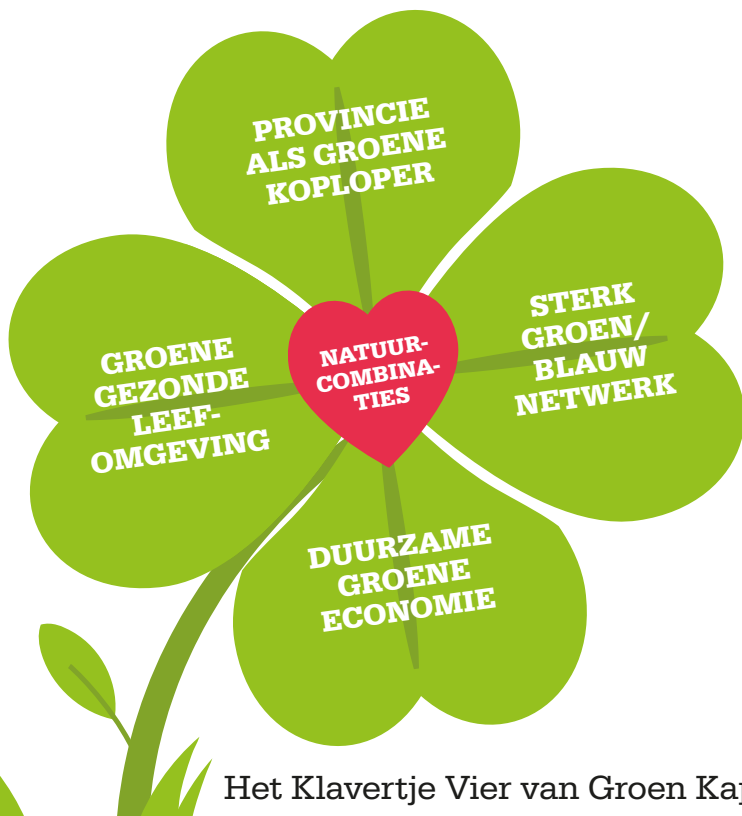 PROVINCIE
ALS GROENE
KOPLOPER
GROENE
GEZONDE
LEEF-
OMGEVING
NATUUR-
COMBINA-
TIES
STERK
GROEN/
BLAUW
NETWERK
DUURZAME
GROENE
ECONOMIE
Het Klavertje Vier van Groen Kap